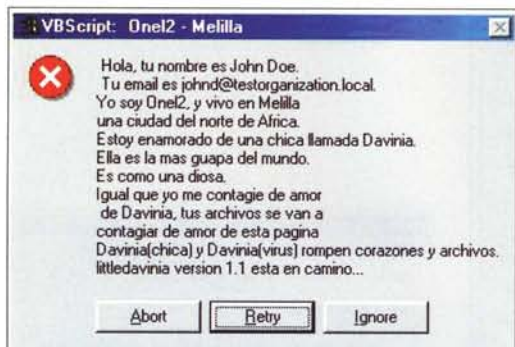 VBScript: Onel2 - Melilla
Hola, tu nombre es John Doe.
Tu email es johnd@testorganization.local.
Yo soy Onel2, y vivo en Melilla
una ciudad del norte de Africa.
Estoy enamorado de una chica llamada Davinia.
Ella es la mas guapa del mundo.
Es como una diosa.
Igual que yo me contagie de amor
de Davinia, tus archivos se van a
contagiar de amor de esta pagina
Davinia(chica) y Davinia(virus) rompen corazones y archivos.
littledavinia version 1.1 esta en camino...
Abort Retry Ignore